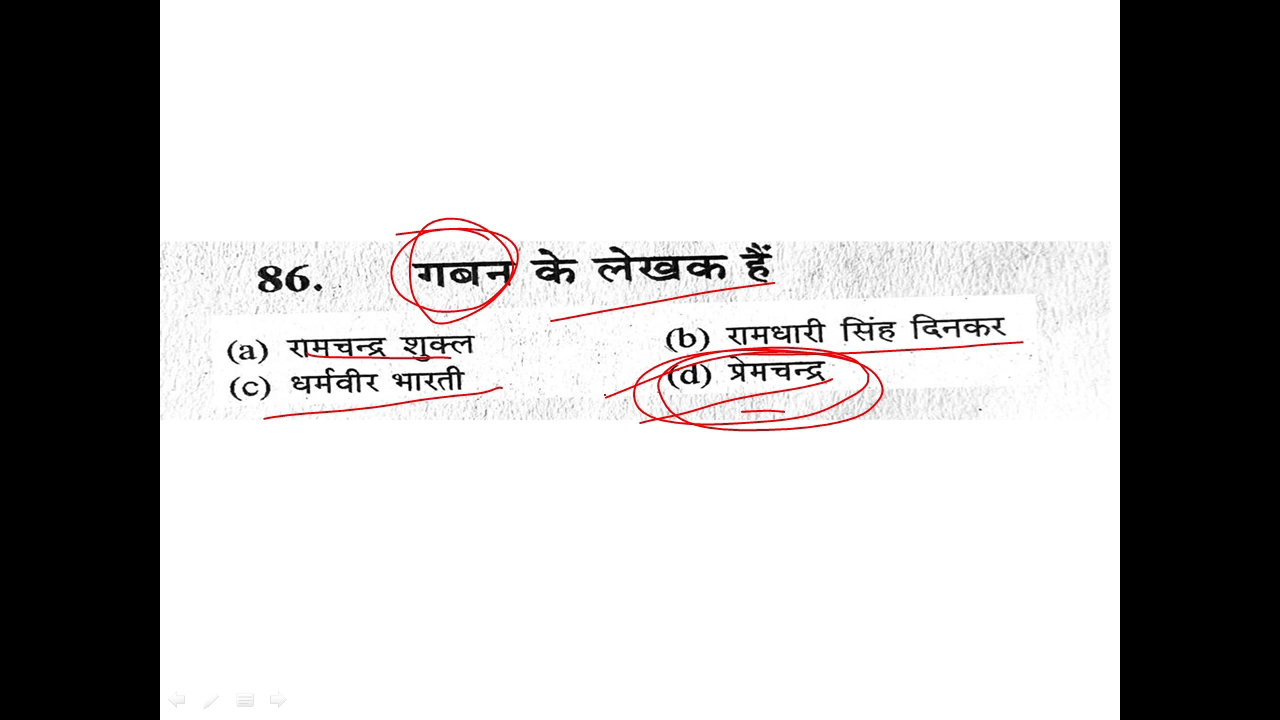 86. गबन के लेखक हैं
(a) रामचन्द्र शुक्ल (b) रामधारी सिंह दिनकर
(c) धर्मवीर भारती (d) प्रेमचन्द्र